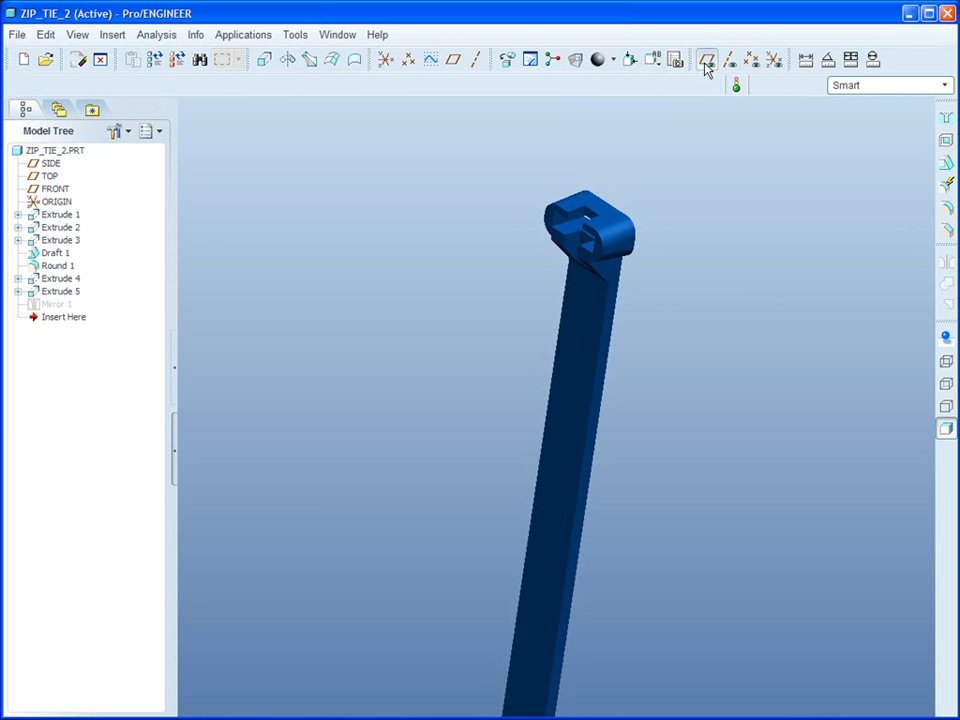 ZIP_TIE_2 (Active) - Pro/ENGINEER
File Edit View Insert Analysis Info Applications Tools Window Help
Smart
Model Tree
ZIP_TIE_2.PRT
SIDE
TOP
FRONT
ORIGIN
Extrude 1
Extrude 2
Extrude 3
Draft 1
Round 1
Extrude 4
Extrude 5
Mirror 1
Insert Here